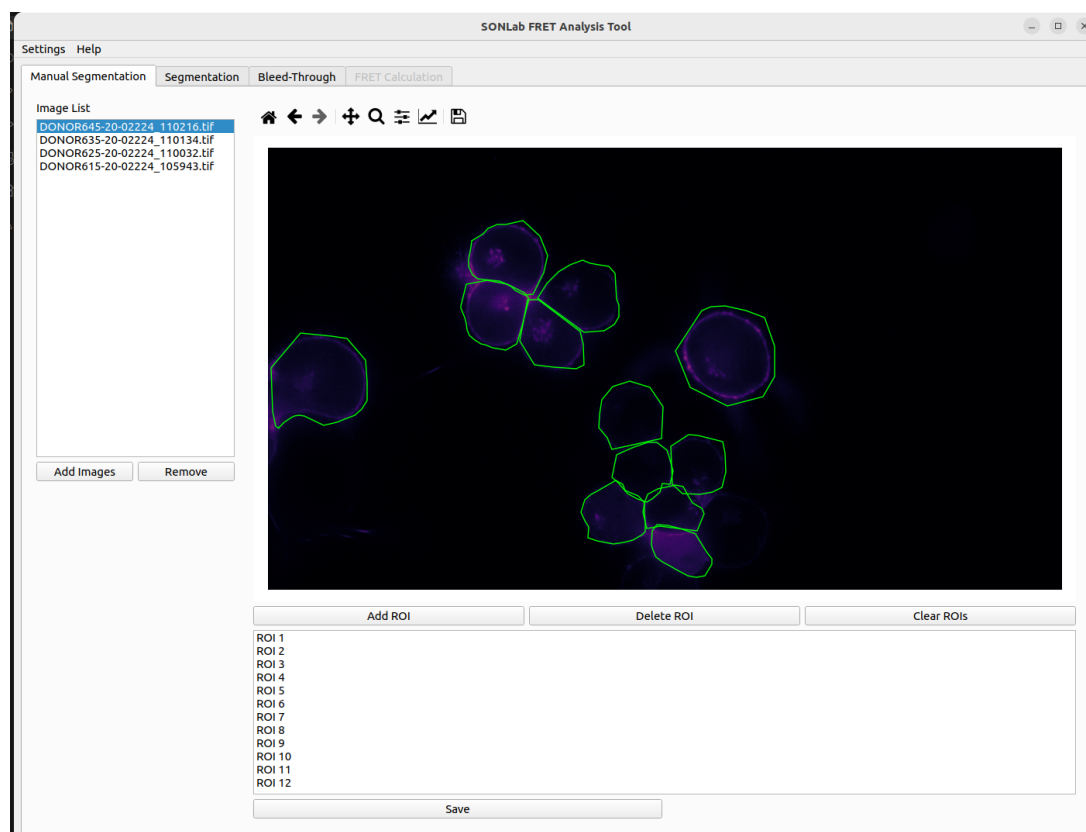 SONLab FRET Analysis Tool
Settings Help
Manual Segmentation Segmentation Bleed-Through FRET Calculation
Image List
DONOR645-20-02224_110216.tif
DONOR635-20-02224_110134.tif
DONOR625-20-02224_110032.tif
DONOR615-20-02224_105943.tif
Add Images Remove
Add ROI Delete ROI Clear ROIs
ROI 1
ROI 2
ROI 3
ROI 4
ROI 5
ROI 6
ROI 7
ROI 8
ROI 9
ROI 10
ROI 11
ROI 12
Save